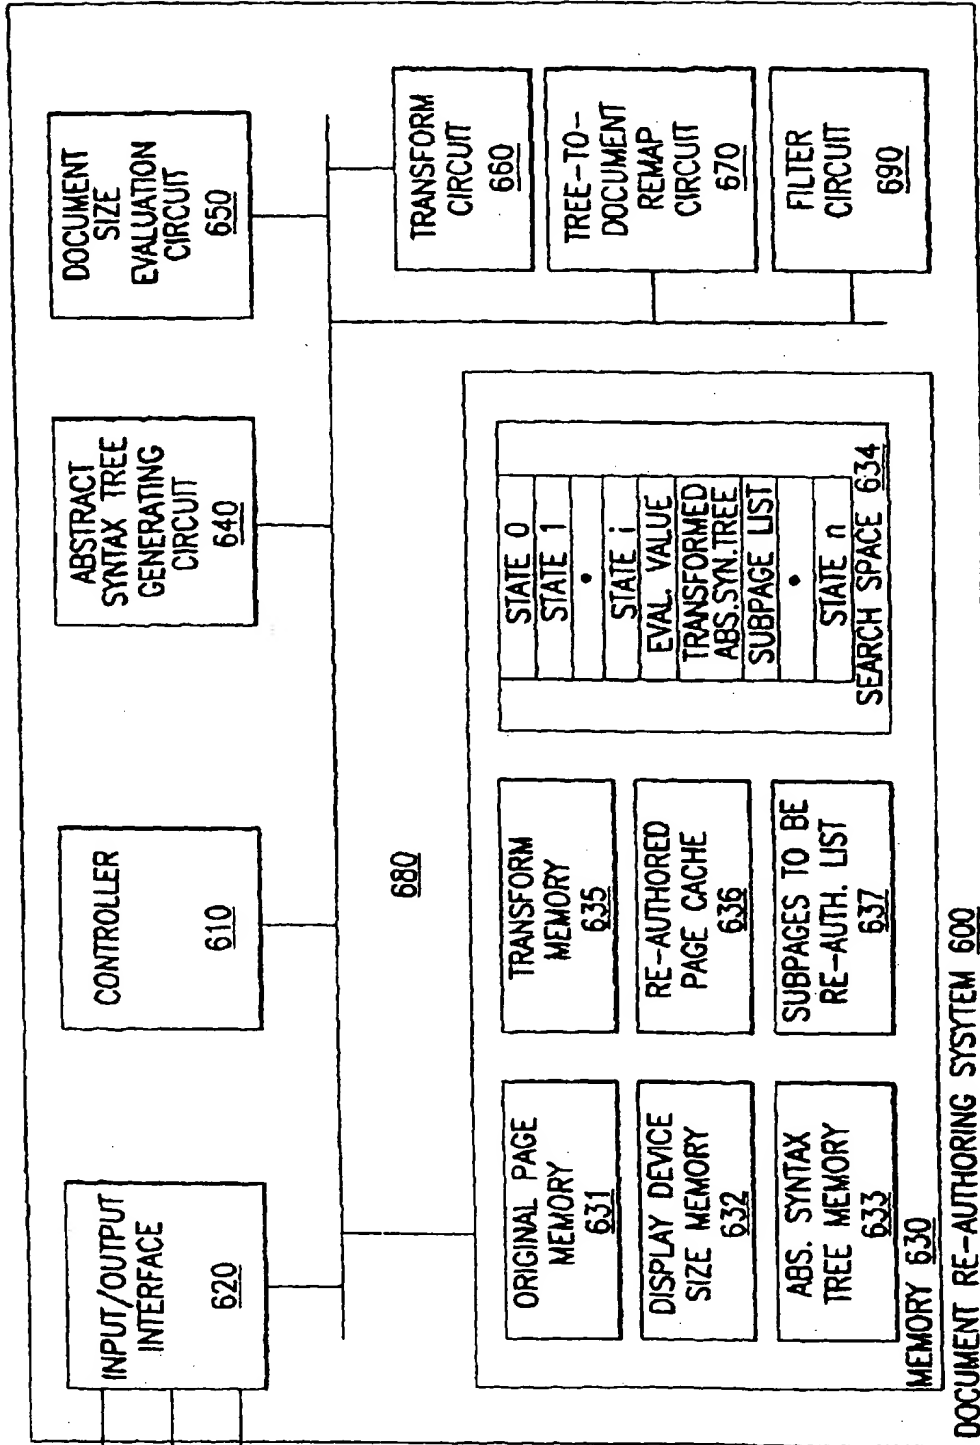 INPUT/OUTPUT
INTERFACE
620
CONTROLLER
610
ABSTRACT
SYNTAX TREE
GENERATING
CIRCUIT
640
DOCUMENT
SIZE
EVALUATION
CIRCUIT
650
680
TRANSFORM
CIRCUIT
660
TREE-TO-
DOCUMENT
REMAP
CIRCUIT
670
FILTER
CIRCUIT
690
ORIGINAL PAGE
MEMORY
631
DISPLAY DEVICE
SIZE MEMORY
632
ABS. SYNTAX
TREE MEMORY
633
TRANSFORM
MEMORY
635
RE-AUTHORED
PAGE CACHE
636
SUBPAGES TO BE
RE-AUTH. LIST
637
STATE 0
STATE 1
•
STATE i
EVAL. VALUE
TRANSFORMED
ABS.SYN.TREE
SUBPAGE LIST
•
STATE n
SEARCH SPACE 634
MEMORY 630
DOCUMENT RE-AUTHORING SYSYTEM 600